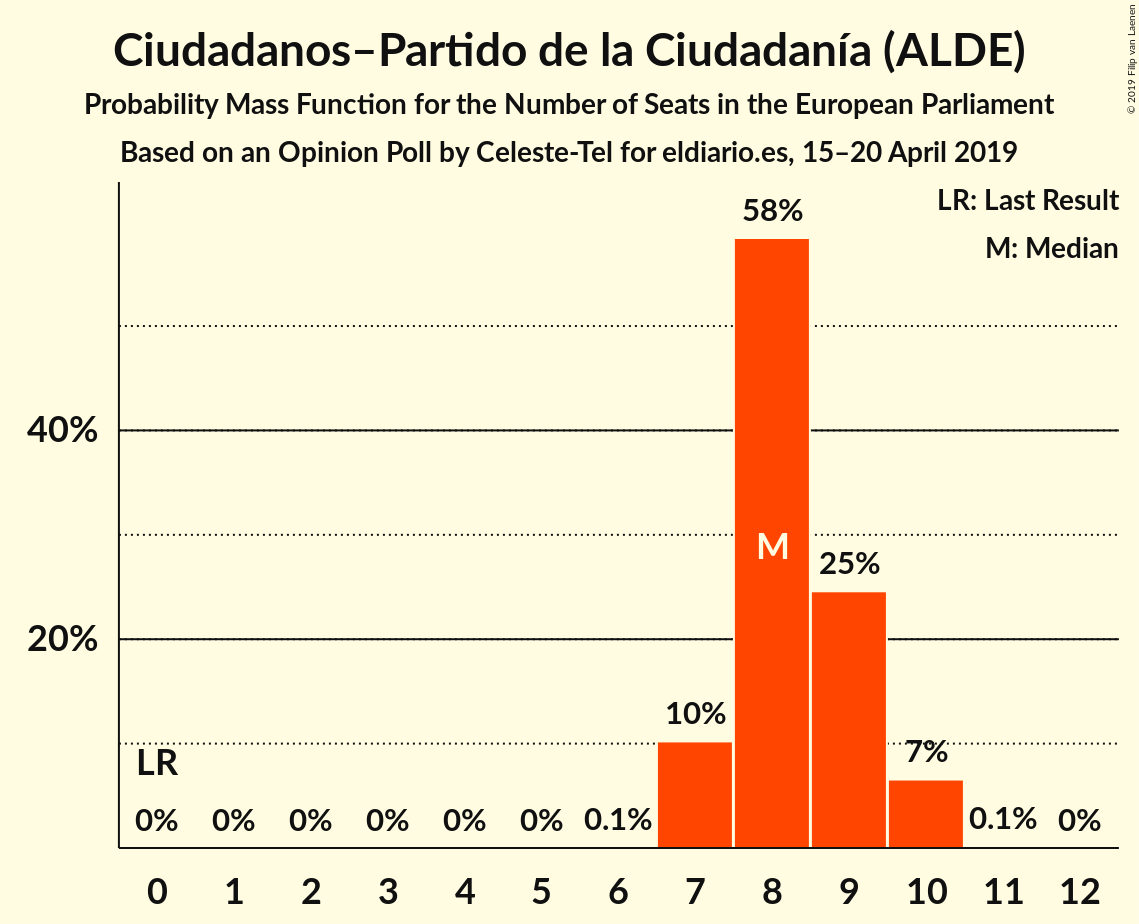 Ciudadanos–Partido de la Ciudadanía (ALDE)
Probability Mass Function for the Number of Seats in the European Parliament
Based on an Opinion Poll by Celeste-Tel for eldiario.es, 15–20 April 2019
© 2019 Filip van Laenen
LR: Last Result
M: Median
58%
40%
M
25%
20%
10%
7%
LR
0% 0% 0% 0% 0% 0% 0.1% 0.1% 0%
0 1 2 3 4 5 6 7 8 9 10 11 12